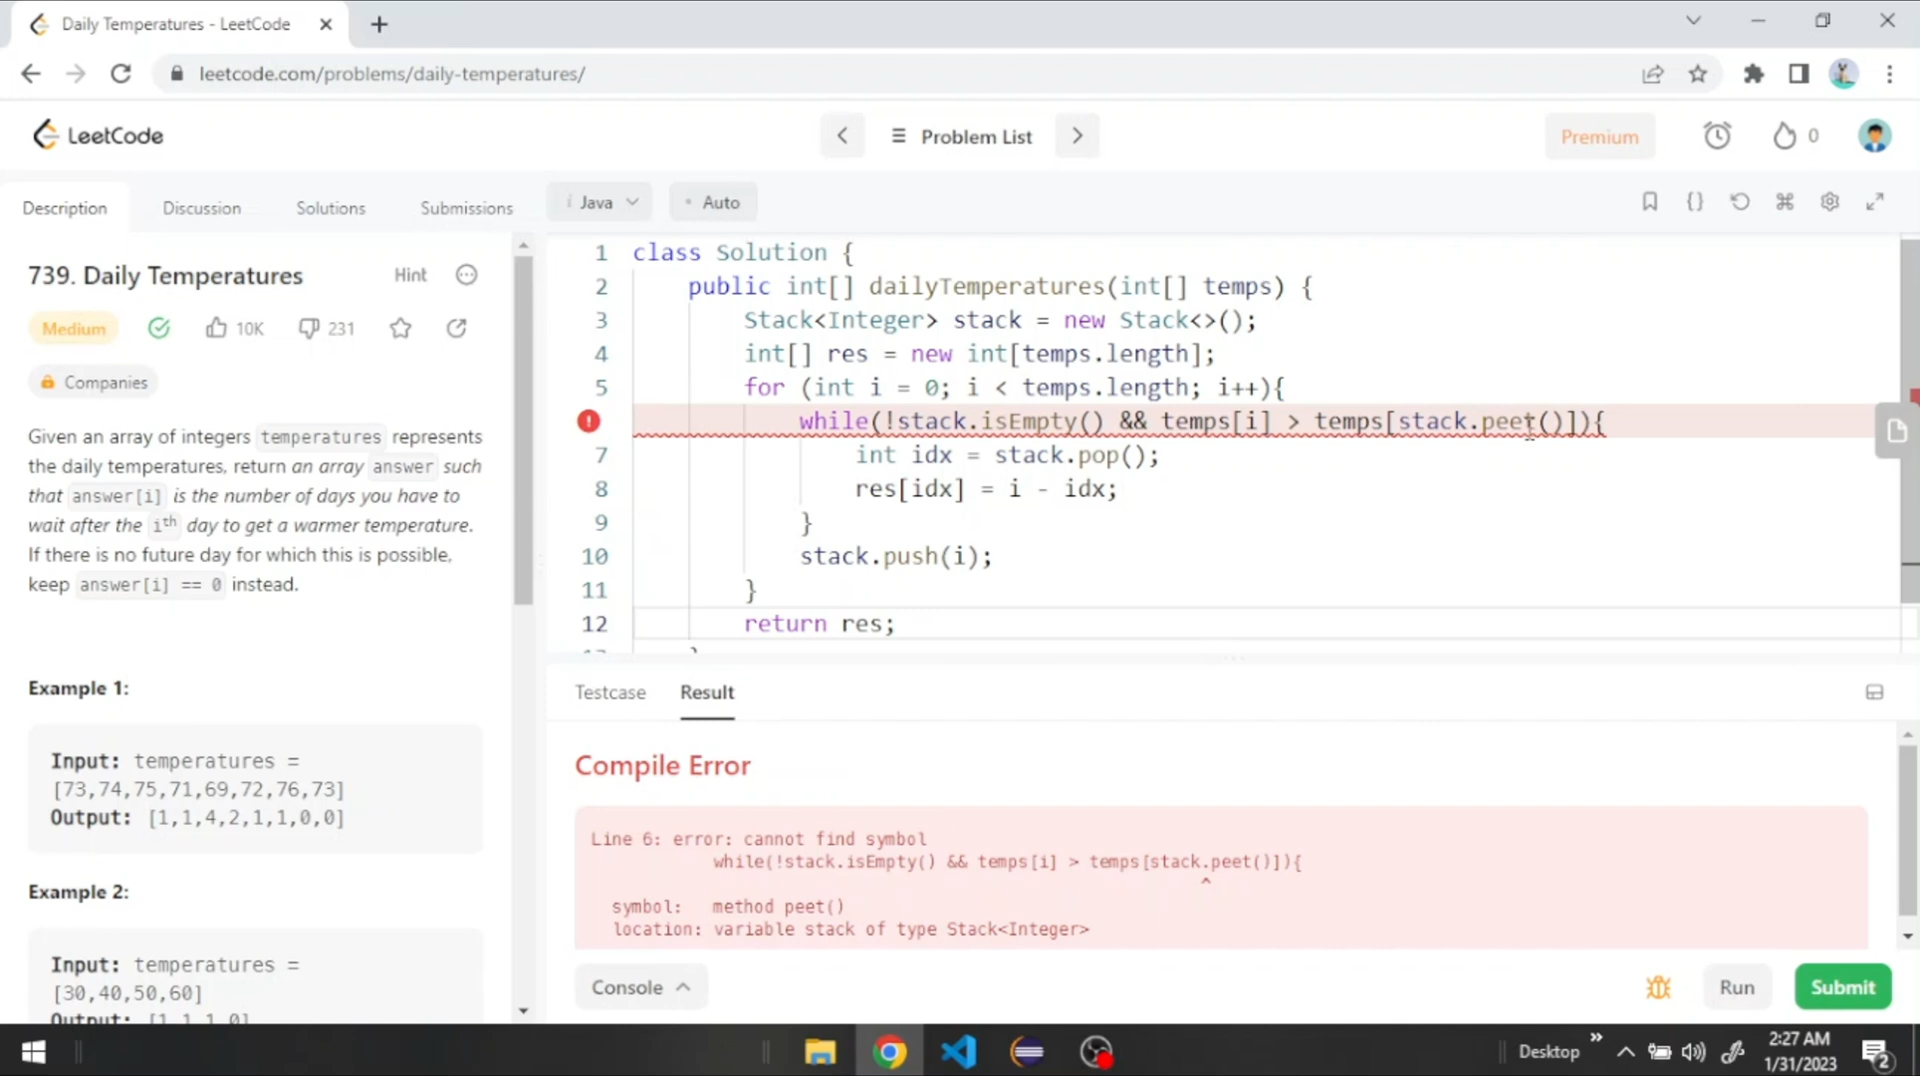 Daily Temperatures - LeetCode
leetcode.com/problems/daily-temperatures/
LeetCode
Problem List
Premium
0
Description Discussion Solutions Submissions
Java
Auto
739. Daily Temperatures
Hint
Medium
10K
231
Companies
Given an array of integers temperatures represents
the daily temperatures, return an array answer such
that answer[i] is the number of days you have to
wait after the ith day to get a warmer temperature.
If there is no future day for which this is possible,
keep answer[i] == 0 instead.
Example 1:
Input: temperatures =
[73,74,75,71,69,72,76,73]
Output: [1,1,4,2,1,1,0,0]
Example 2:
Input: temperatures =
[30,40,50,60]
Output: [1,1,1,0]
1 class Solution {
2 public int[] dailyTemperatures(int[] temps) {
3 Stack<Integer> stack = new Stack<>();
4 int[] res = new int[temps.length];
5 for (int i = 0; i < temps.length; i++){
while(!stack.isEmpty() && temps[i] > temps[stack.peet()]){
7 int idx = stack.pop();
8 res[idx] = i - idx;
9 }
10 stack.push(i);
11 }
12 return res;
Testcase Result
Compile Error
Line 6: error: cannot find symbol
while(!stack.isEmpty() && temps[i] > temps[stack.peet()]){
^
symbol: method peet()
location: variable stack of type Stack<Integer>
Console
Run
Submit
Desktop
2:27 AM
1/31/2023
2